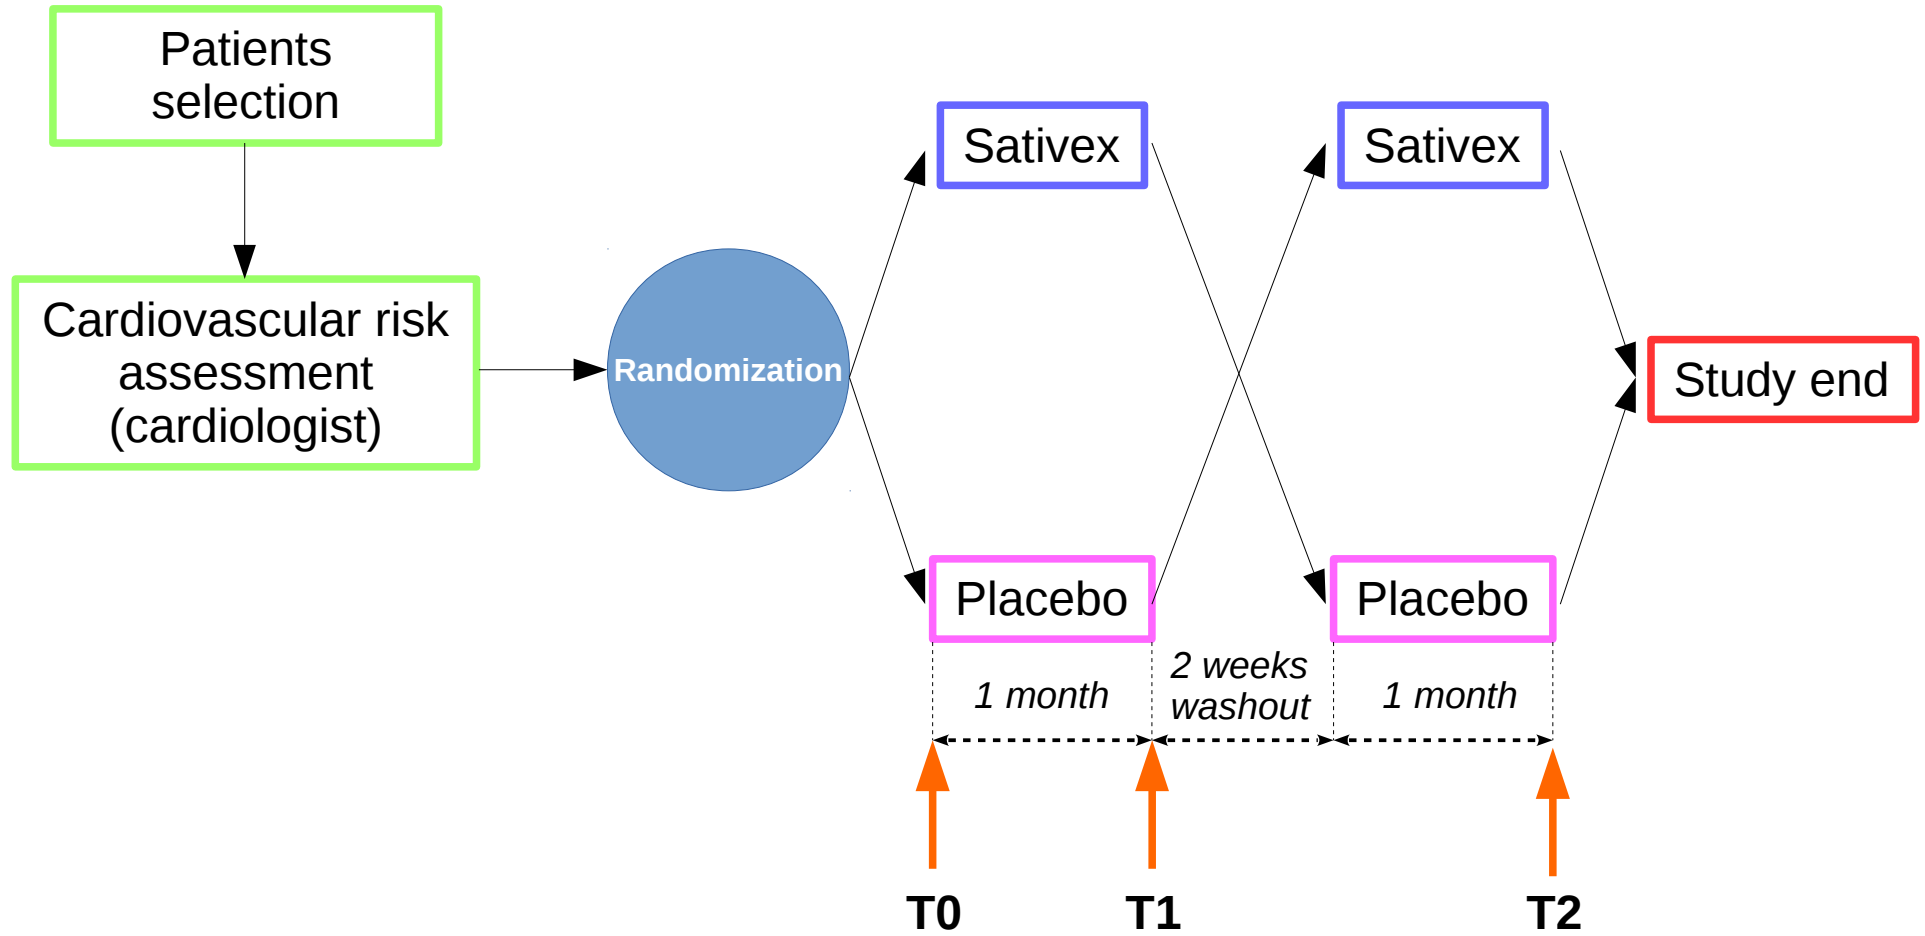 Patients
selection
Cardiovascular risk
assessment
(cardiologist)
Randomization
Sativex
Placebo
Sativex
Placebo
Study end
1 month
2 weeks
washout
1 month
T0
T1
T2